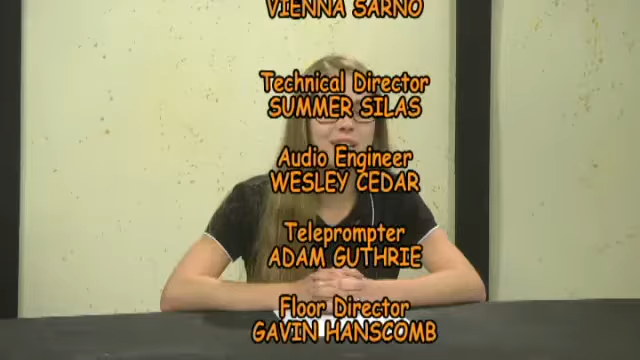 VIENNA SARNO
Technical Director
SUMMER SILAS
Audio Engineer
WESLEY CEDAR
Teleprompter
ADAM GUTHRIE
Floor Director
GAVIN HANSCOMB